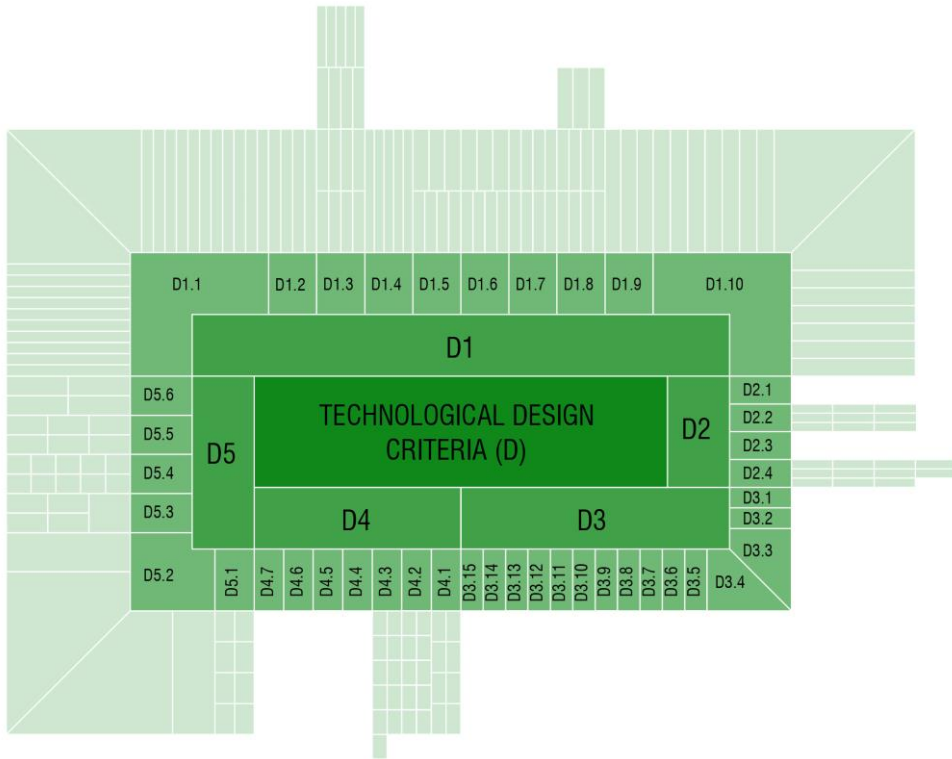 D1.1
D1.2
D1.3
D1.4
D1.5
D1.6
D1.7
D1.8
D1.9
D1.10
D1
D5.6
D5.5
D5.4
D5.3
D5.2
D5
TECHNOLOGICAL DESIGN
CRITERIA (D)
D2
D2.1
D2.2
D2.3
D2.4
D3.1
D3.2
D3.3
D4
D3
D5.1
D4.7
D4.6
D4.5
D4.4
D4.3
D4.2
D4.1
D3.15
D3.14
D3.13
D3.12
D3.11
D3.10
D3.9
D3.8
D3.7
D3.6
D3.5
D3.4